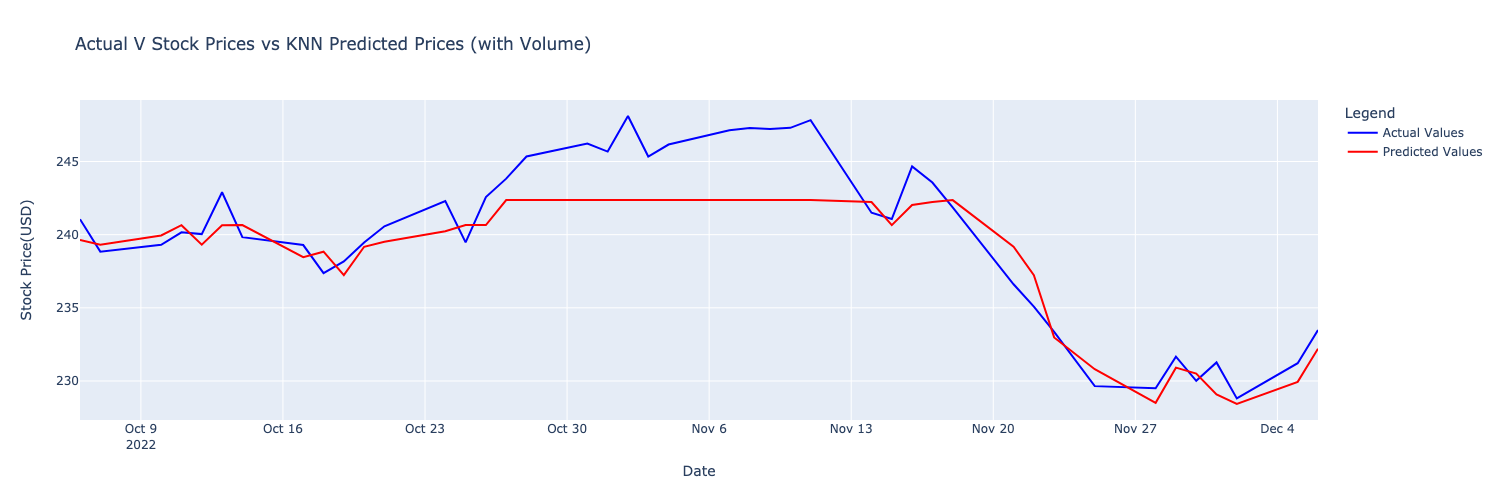 Actual V Stock Prices vs KNN Predicted Prices (with Volume)
Legend
Actual Values
Predicted Values
Stock Price(USD)
245
240
235
230
Oct 9 Oct 16 Oct 23 Oct 30 Nov 6 Nov 13 Nov 20 Nov 27 Dec 4
2022
Date